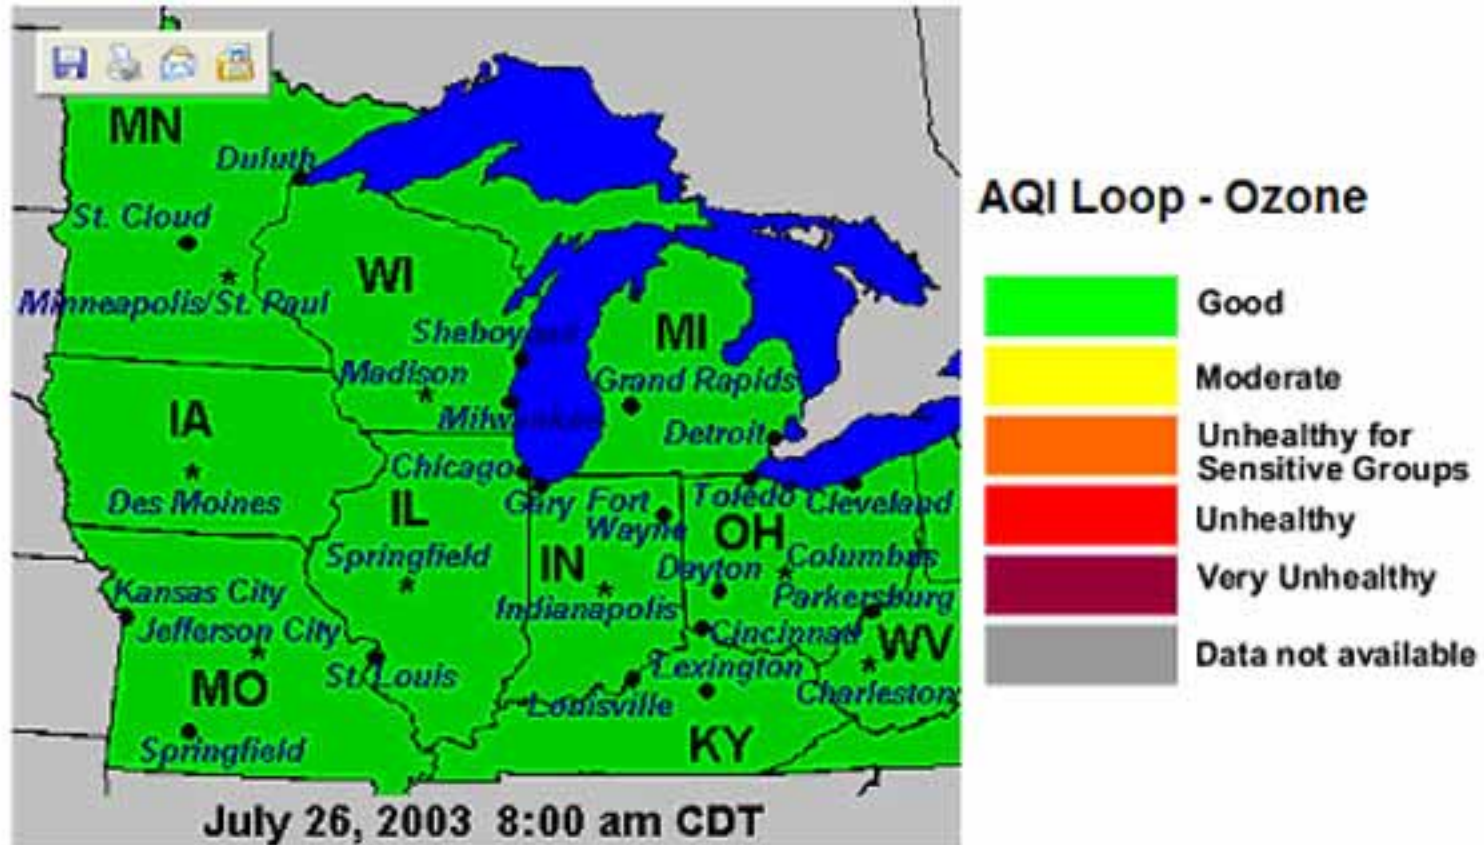 MN
Duluth
St. Cloud
Minneapolis/St. Paul
WI
Sheboy
Madison
MI
Grand Rapids
Detroit
IA
Des Moines
Chicago
Gary
Fort
Wayne
Toledo
Cleveland
IL
Springfield
IN
Indianapolis
OH
Columbus
Dayton
Parkersburg
Kansas City
Jefferson City
Cincinnati
WV
St. Louis
Lexington
Charleston
MO
Louisville
Springfield
KY
July 26, 2003 8:00 am CDT
AQI Loop - Ozone
Good
Moderate
Unhealthy for
Sensitive Groups
Unhealthy
Very Unhealthy
Data not available